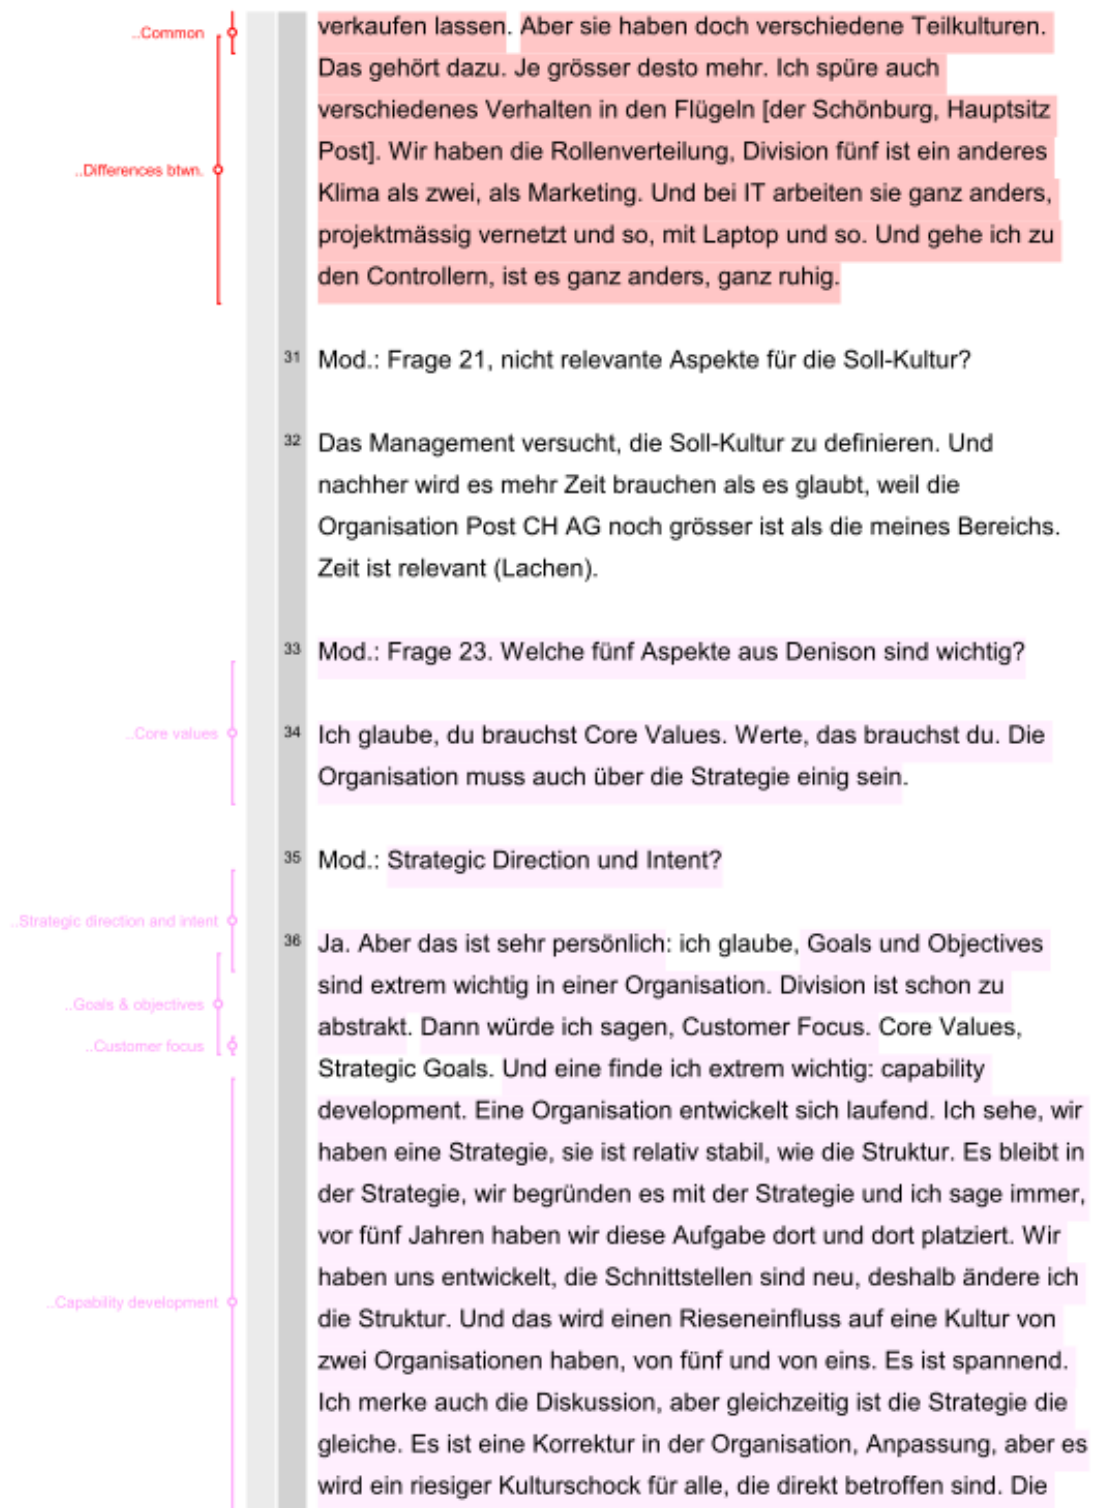 ..Common
verkaufen lassen. Aber sie haben doch verschiedene Teilkulturen.
Das gehört dazu. Je grösser desto mehr. Ich spüre auch
verschiedenes Verhalten in den Flügeln [der Schönburg, Hauptsitz
Post]. Wir haben die Rollenverteilung, Division fünf ist ein anderes
..Differences btwn.
Klima als zwei, als Marketing. Und bei IT arbeiten sie ganz anders,
projektmässig vernetzt und so, mit Laptop und so. Und gehe ich zu
den Controllern, ist es ganz anders, ganz ruhig.
31 Mod.: Frage 21, nicht relevante Aspekte für die Soll-Kultur?
32 Das Management versucht, die Soll-Kultur zu definieren. Und
nachher wird es mehr Zeit brauchen als es glaubt, weil die
Organisation Post CH AG noch grösser ist als die meines Bereichs.
Zeit ist relevant (Lachen).
33 Mod.: Frage 23. Welche fünf Aspekte aus Denison sind wichtig?
..Core values
34 Ich glaube, du brauchst Core Values. Werte, das brauchst du. Die
Organisation muss auch über die Strategie einig sein.
35 Mod.: Strategic Direction und Intent?
..Strategic direction and intent
36 Ja. Aber das ist sehr persönlich: ich glaube, Goals und Objectives
sind extrem wichtig in einer Organisation. Division ist schon zu
..Goals & objectives
abstrakt. Dann würde ich sagen, Customer Focus. Core Values,
..Customer focus
Strategic Goals. Und eine finde ich extrem wichtig: capability
development. Eine Organisation entwickelt sich laufend. Ich sehe, wir
haben eine Strategie, sie ist relativ stabil, wie die Struktur. Es bleibt in
der Strategie, wir begründen es mit der Strategie und ich sage immer,
vor fünf Jahren haben wir diese Aufgabe dort und dort platziert. Wir
haben uns entwickelt, die Schnittstellen sind neu, deshalb ändere ich
..Capability development
die Struktur. Und das wird einen Rieseneinfluss auf eine Kultur von
zwei Organisationen haben, von fünf und von eins. Es ist spannend.
Ich merke auch die Diskussion, aber gleichzeitig ist die Strategie die
gleiche. Es ist eine Korrektur in der Organisation, Anpassung, aber es
wird ein riesiger Kulturschock für alle, die direkt betroffen sind. Die